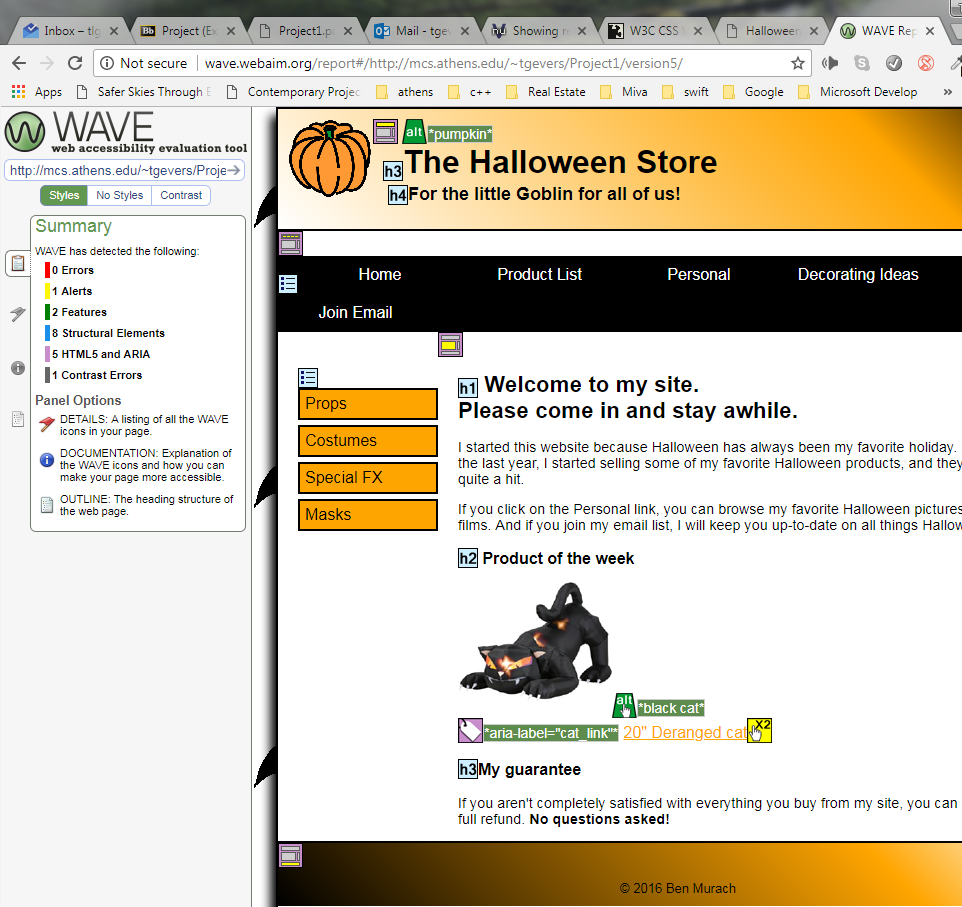 Inbox – tlg
Project (Ex
Project1.p
Mail - tgev
Showing r
W3C CSS
Halloween
WAVE Rep
Not secure
wave.webaim.org/report#/http://mcs.athens.edu/~tgevers/Project1/version5/
Apps
Safer Skies Through
Contemporary Projec
athens
c++
Real Estate
Miva
swift
Google
Microsoft Develop
»
WAVE
web accessibility evaluation tool
http://mcs.athens.edu/~tgevers/Proje
Styles
No Styles
Contrast
Summary
WAVE has detected the following:
0 Errors
1 Alerts
2 Features
8 Structural Elements
5 HTML5 and ARIA
1 Contrast Errors
Panel Options
DETAILS: A listing of all the WAVE
icons in your page.
DOCUMENTATION: Explanation of
the WAVE icons and how you can
make your page more accessible.
OUTLINE: The heading structure of
the web page.
alt *pumpkin*
h3 The Halloween Store
h4 For the little Goblin for all of us!
Home
Product List
Personal
Decorating Ideas
Join Email
Props
Costumes
Special FX
Masks
h1 Welcome to my site.
Please come in and stay awhile.
I started this website because Halloween has always been my favorite holiday.
the last year, I started selling some of my favorite Halloween products, and they
quite a hit.
If you click on the Personal link, you can browse my favorite Halloween pictures
films. And if you join my email list, I will keep you up-to-date on all things Hallow
h2 Product of the week
alt *black cat*
*aria-label="cat_link"* 20" Deranged cat X2
h3 My guarantee
If you aren't completely satisfied with everything you buy from my site, you can
full refund. No questions asked!
© 2016 Ben Murach